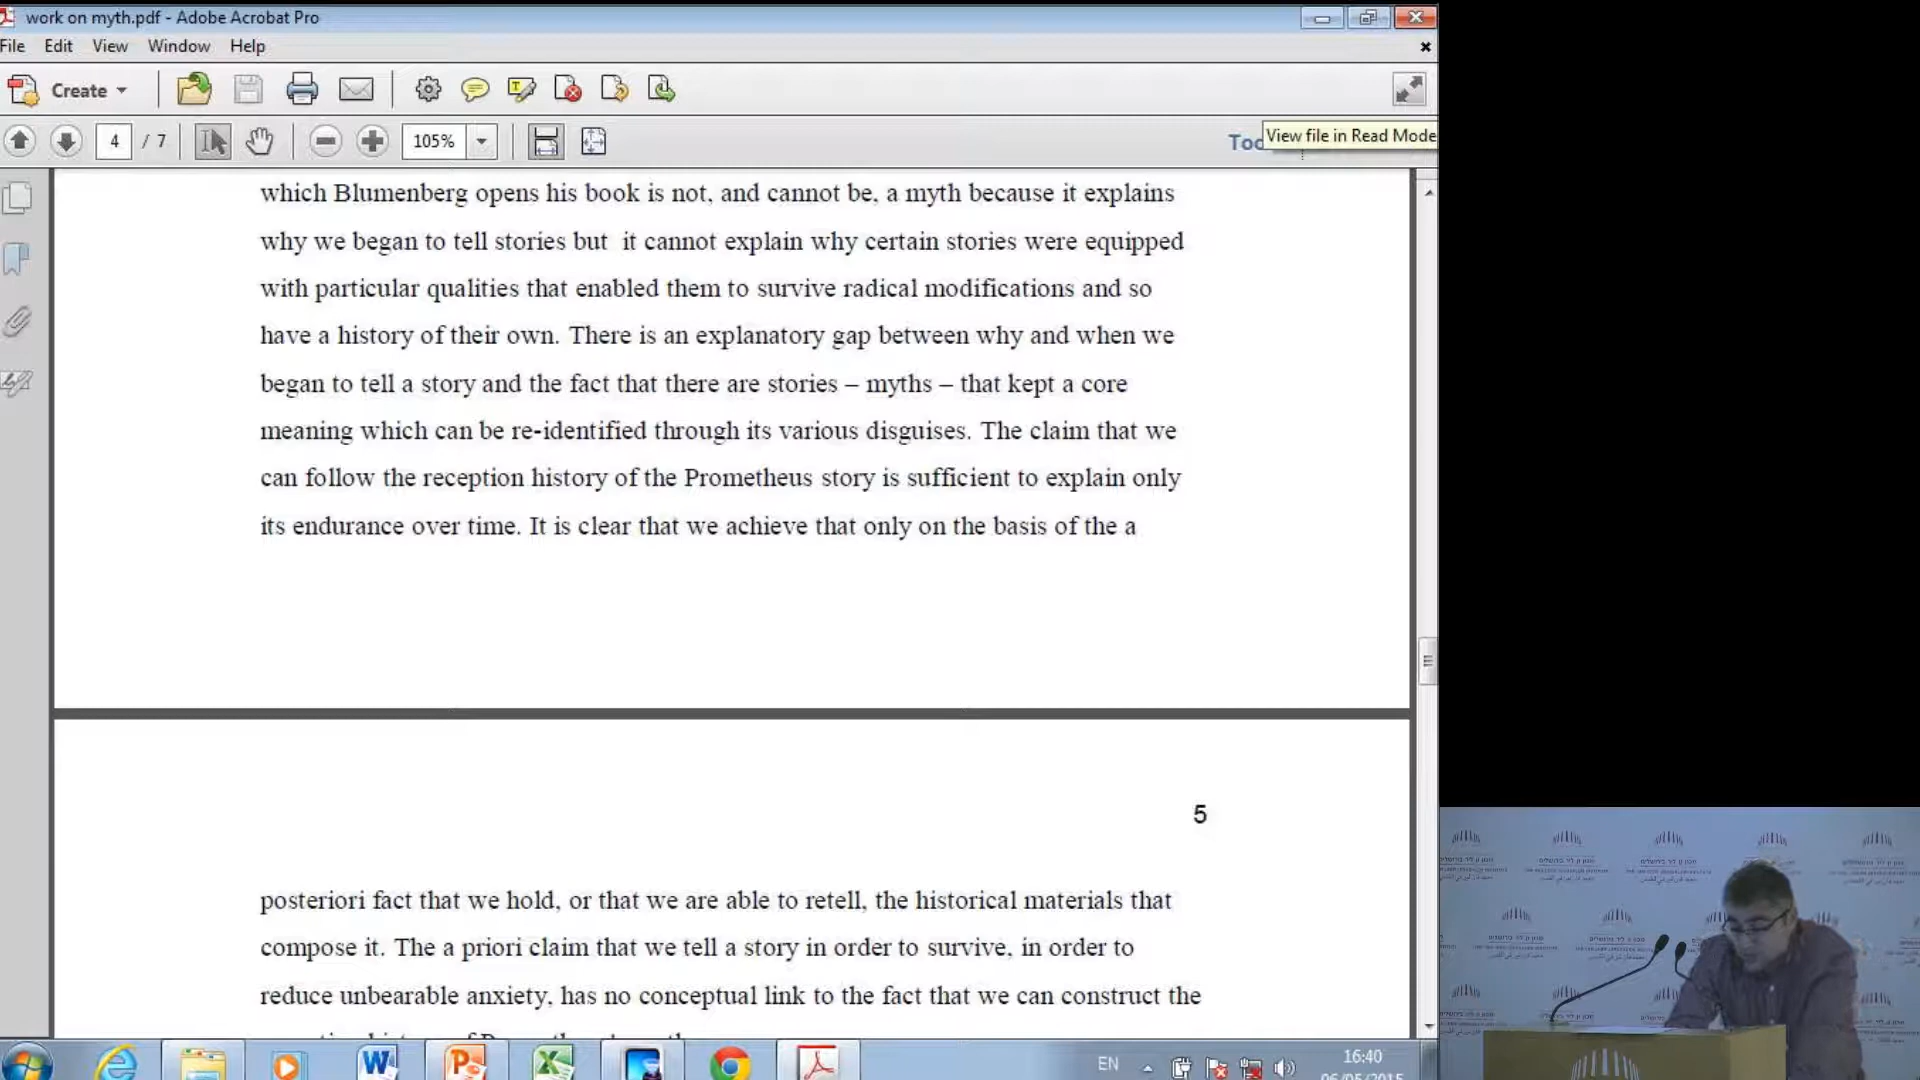 work on myth.pdf - Adobe Acrobat Pro
File Edit View Window Help
Create
4 / 7 105%
View file in Read Mode
which Blumenberg opens his book is not, and cannot be, a myth because it explains
why we began to tell stories but it cannot explain why certain stories were equipped
with particular qualities that enabled them to survive radical modifications and so
have a history of their own. There is an explanatory gap between why and when we
began to tell a story and the fact that there are stories – myths – that kept a core
meaning which can be re-identified through its various disguises. The claim that we
can follow the reception history of the Prometheus story is sufficient to explain only
its endurance over time. It is clear that we achieve that only on the basis of the a
5
posteriori fact that we hold, or that we are able to retell, the historical materials that
compose it. The a priori claim that we tell a story in order to survive, in order to
reduce unbearable anxiety, has no conceptual link to the fact that we can construct the
EN
16:40
06/05/2015